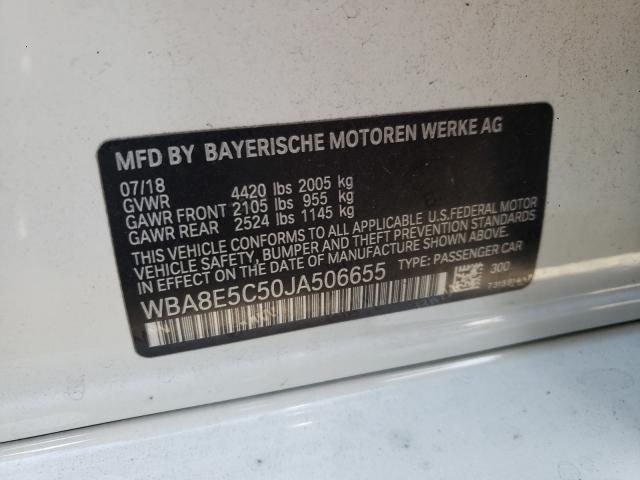 MFD BY BAYERISCHE MOTOREN WERKE AG
07/18
GVWR 4420 lbs 2005 kg
GAWR FRONT 2105 lbs 955 kg
GAWR REAR 2524 lbs 1145 kg
THIS VEHICLE CONFORMS TO ALL APPLICABLE U.S.FEDERAL MOTOR
VEHICLE SAFETY, BUMPER AND THEFT PREVENTION STANDARDS
IN EFFECT ON THE DATE OF MANUFACTURE SHOWN ABOVE.
WBA8E5C50JA506655 TYPE: PASSENGER CAR
300